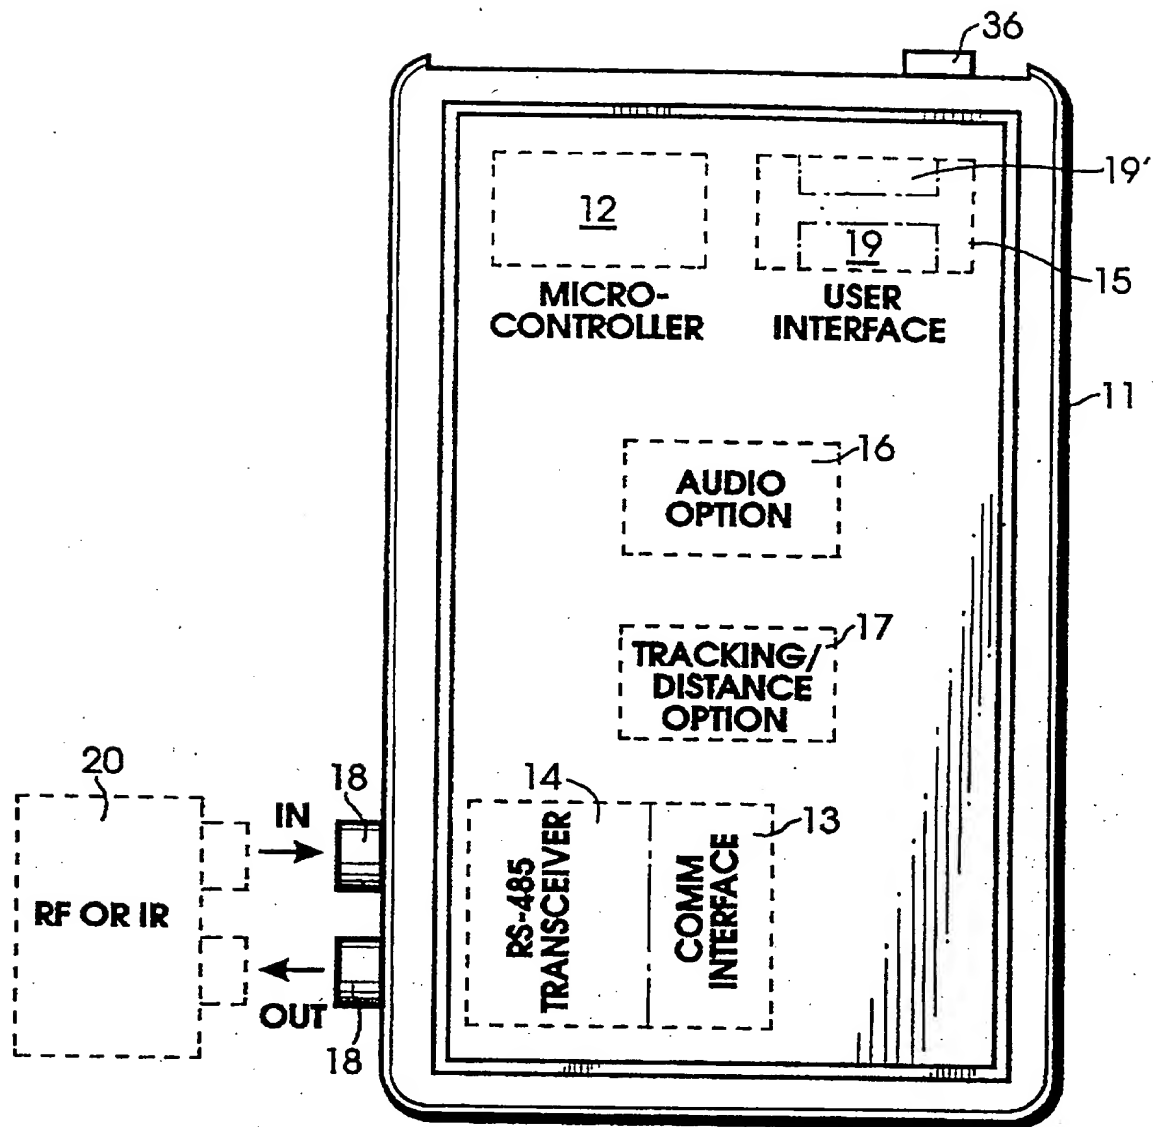 36
19'
12
19
15
MICRO-
CONTROLLER
USER
INTERFACE
11
16
AUDIO
OPTION
17
TRACKING/
DISTANCE
OPTION
20
18
14
13
IN
RF OR IR
OUT
18
RS-485
TRANSCEIVER
COMM
INTERFACE